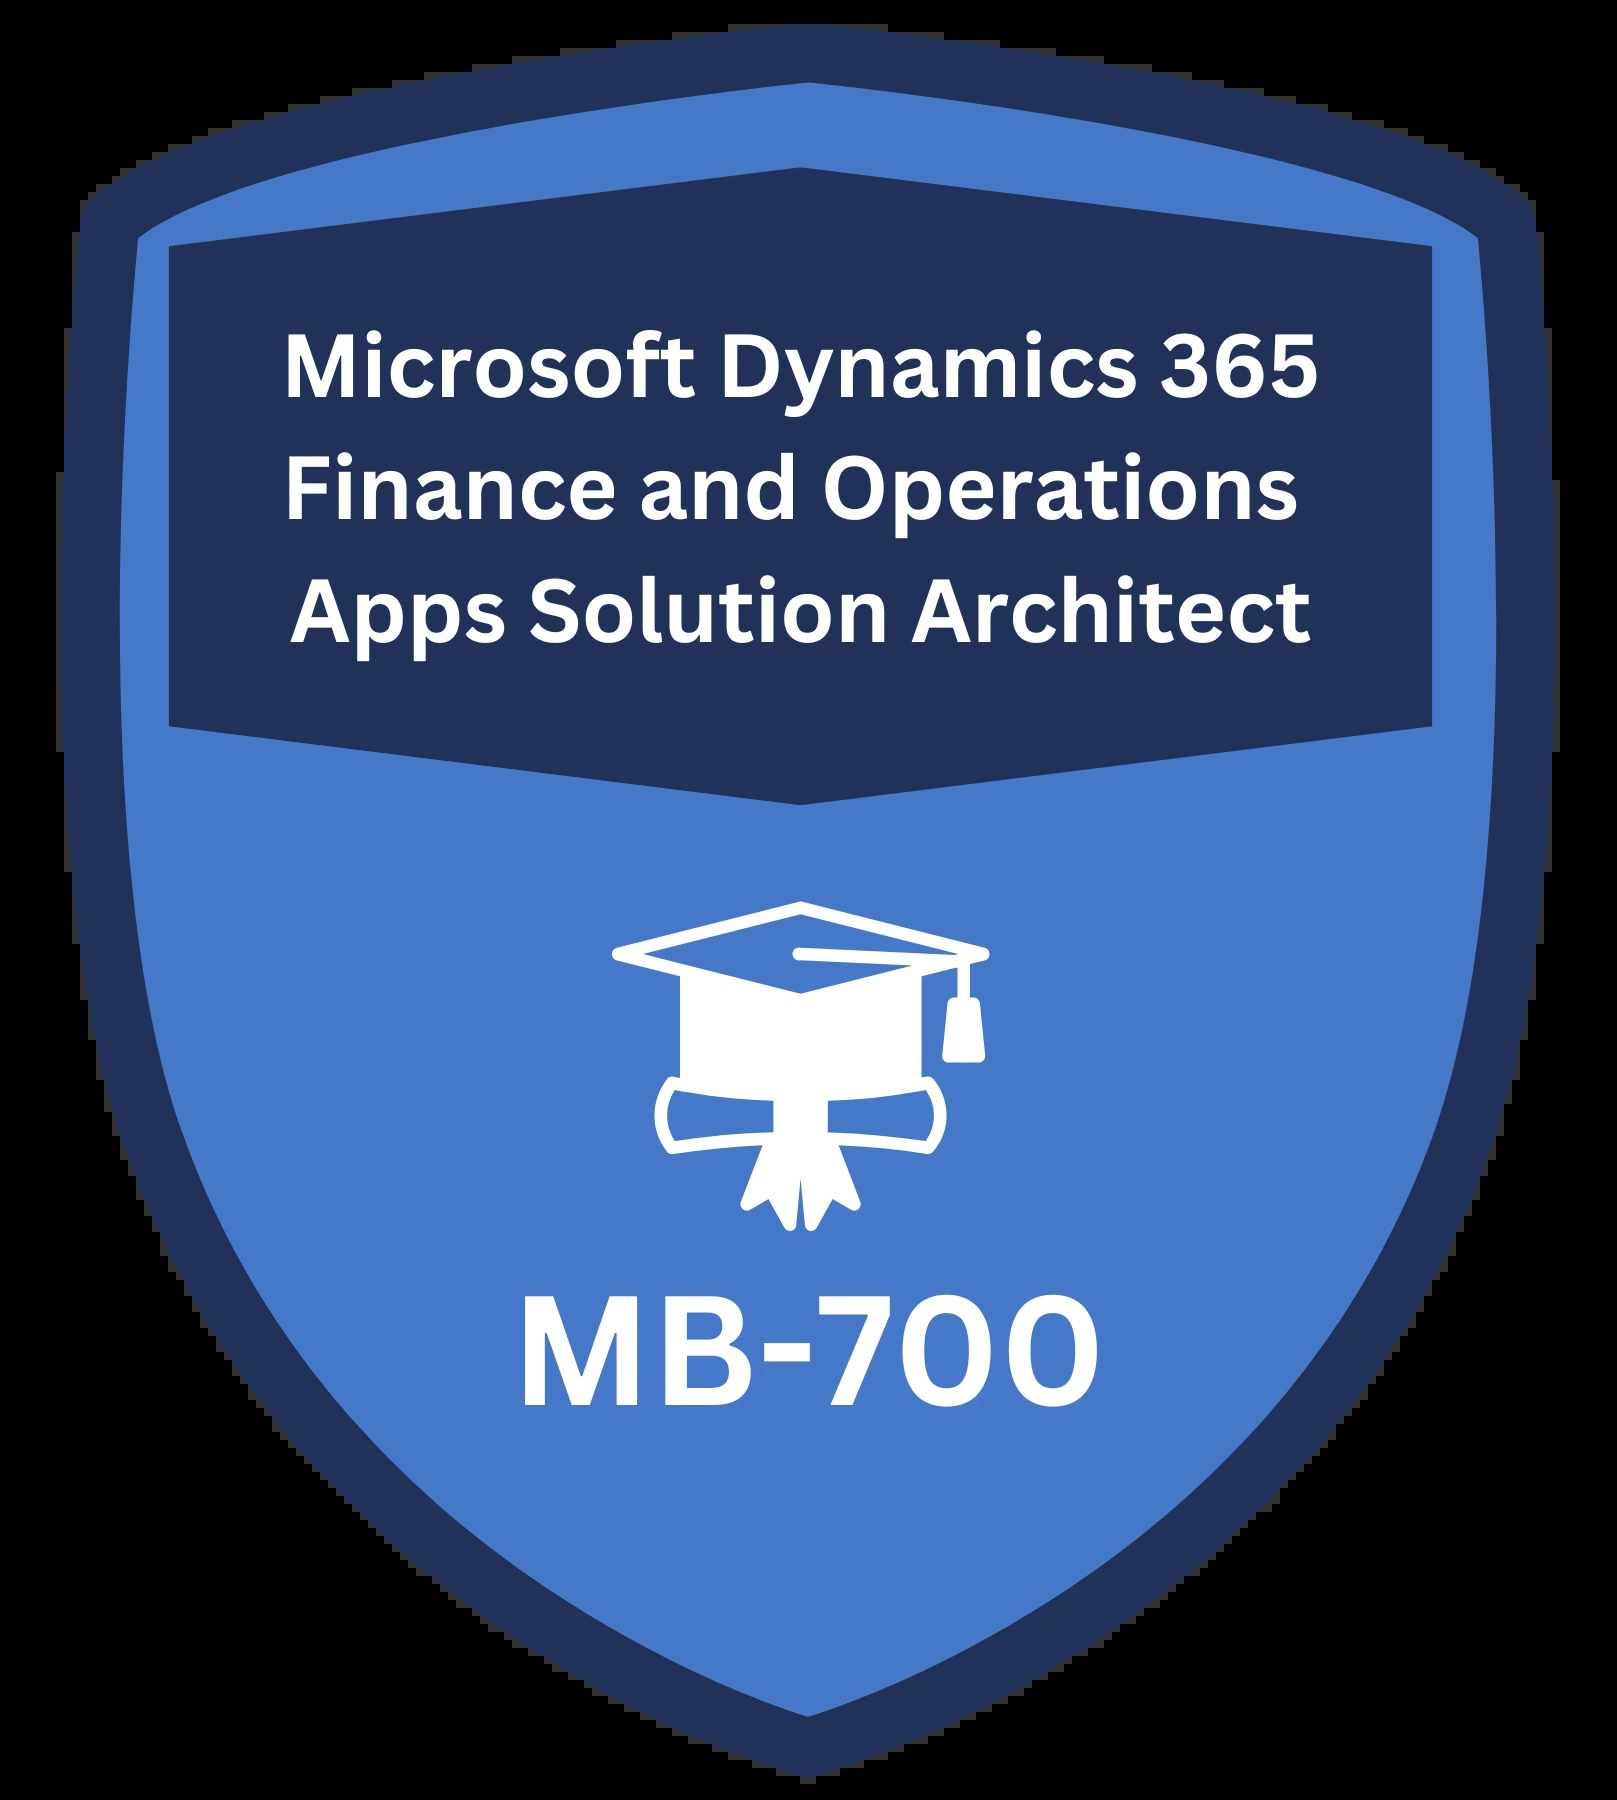 Microsoft Dynamics 365
Finance and Operations
Apps Solution Architect
MB-700